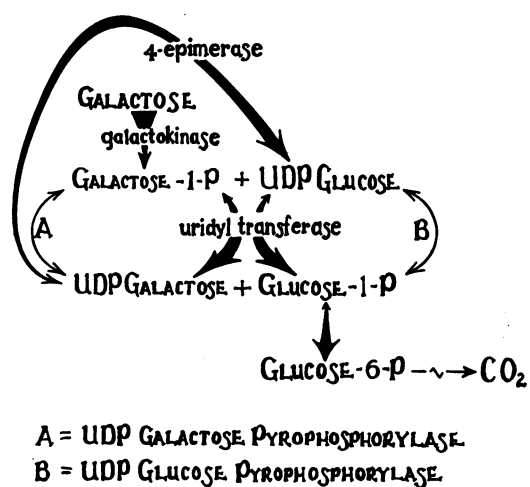 4-epimerase
GALACTOSE
galactokinase
GALACTOSE-1-P + UDP GLUCOSE
A uridyl transferase B
UDP GALACTOSE + GLUCOSE-1-P
GLUCOSE-6-P → CO₂
A = UDP GALACTOSE PYROPHOSPHORYLASE
B = UDP GLUCOSE PYROPHOSPHORYLASE